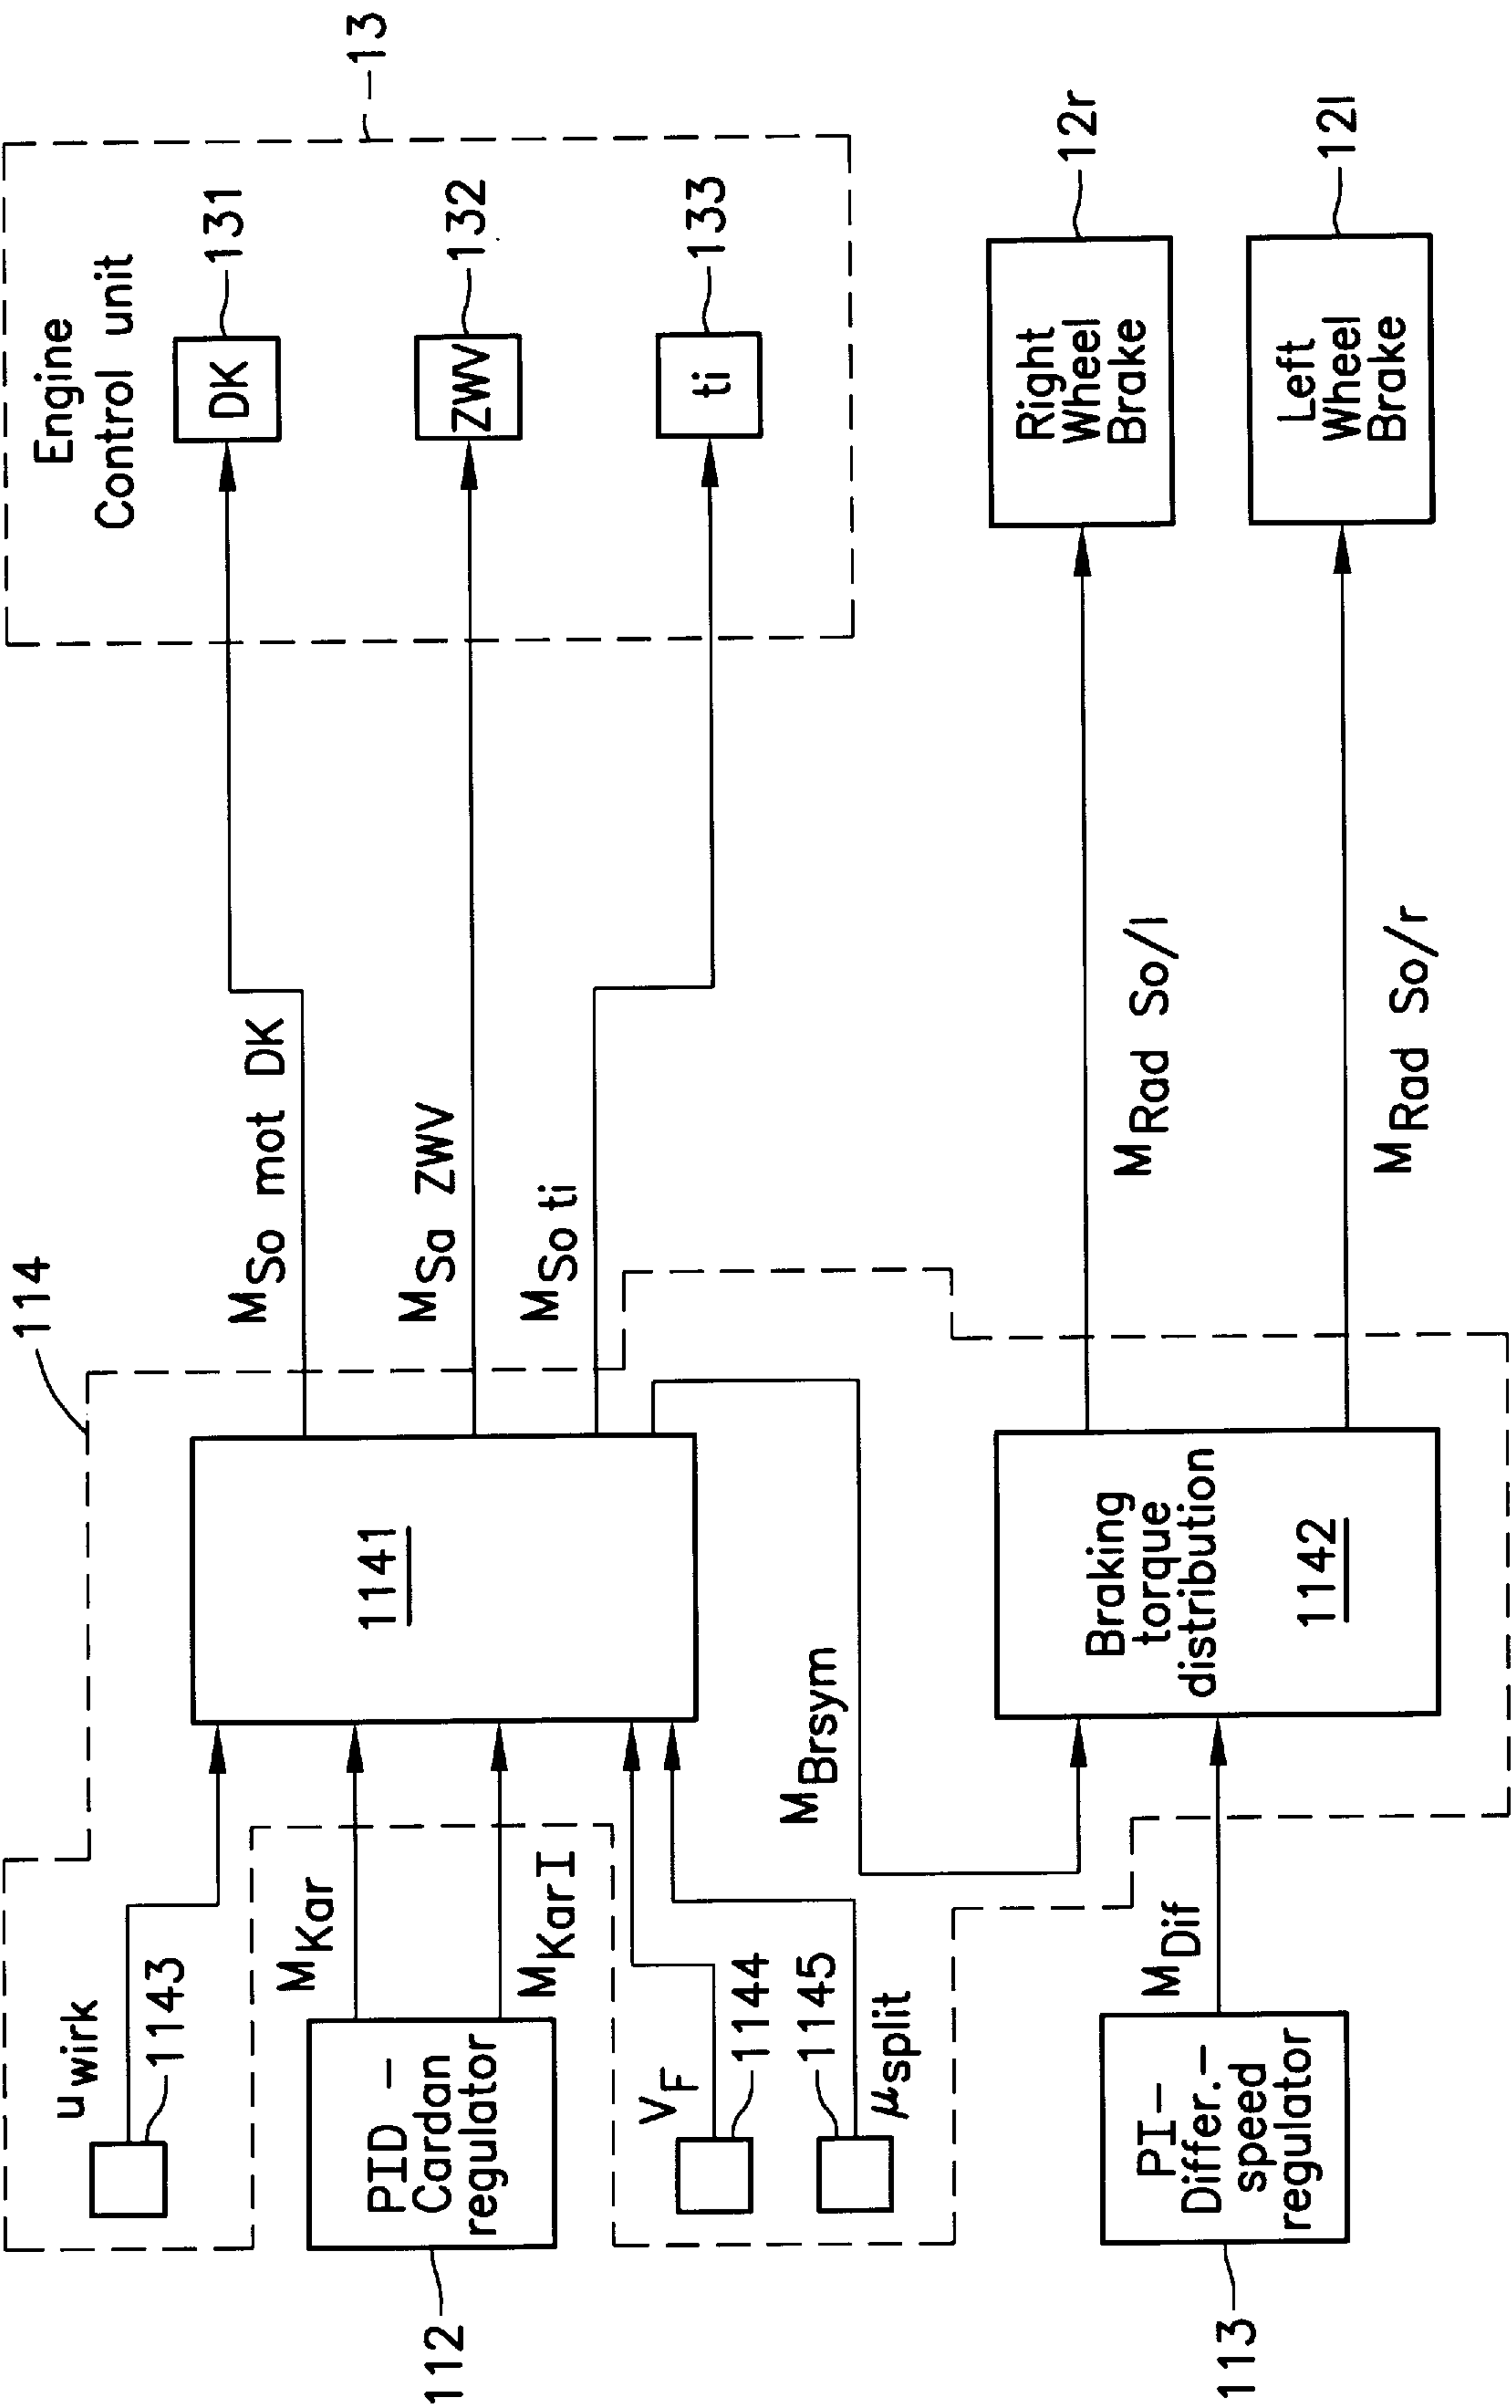 114
13
Engine
Control unit
u wirk
1143
M So mot DK
DK
131
M Kar
PID -
Cardan
regulator
112
1141
M Sa ZWV
ZWV
132
M KarI
M So ti
ti
133
V F
1144
1145
μ split
M Brsym
M Dif
PI-
Differ.-
speed
regulator
113
Braking
torque
distribution
1142
M Rad So/l
Right
Wheel
Brake
12r
M Rad So/r
Left
Wheel
Brake
12l